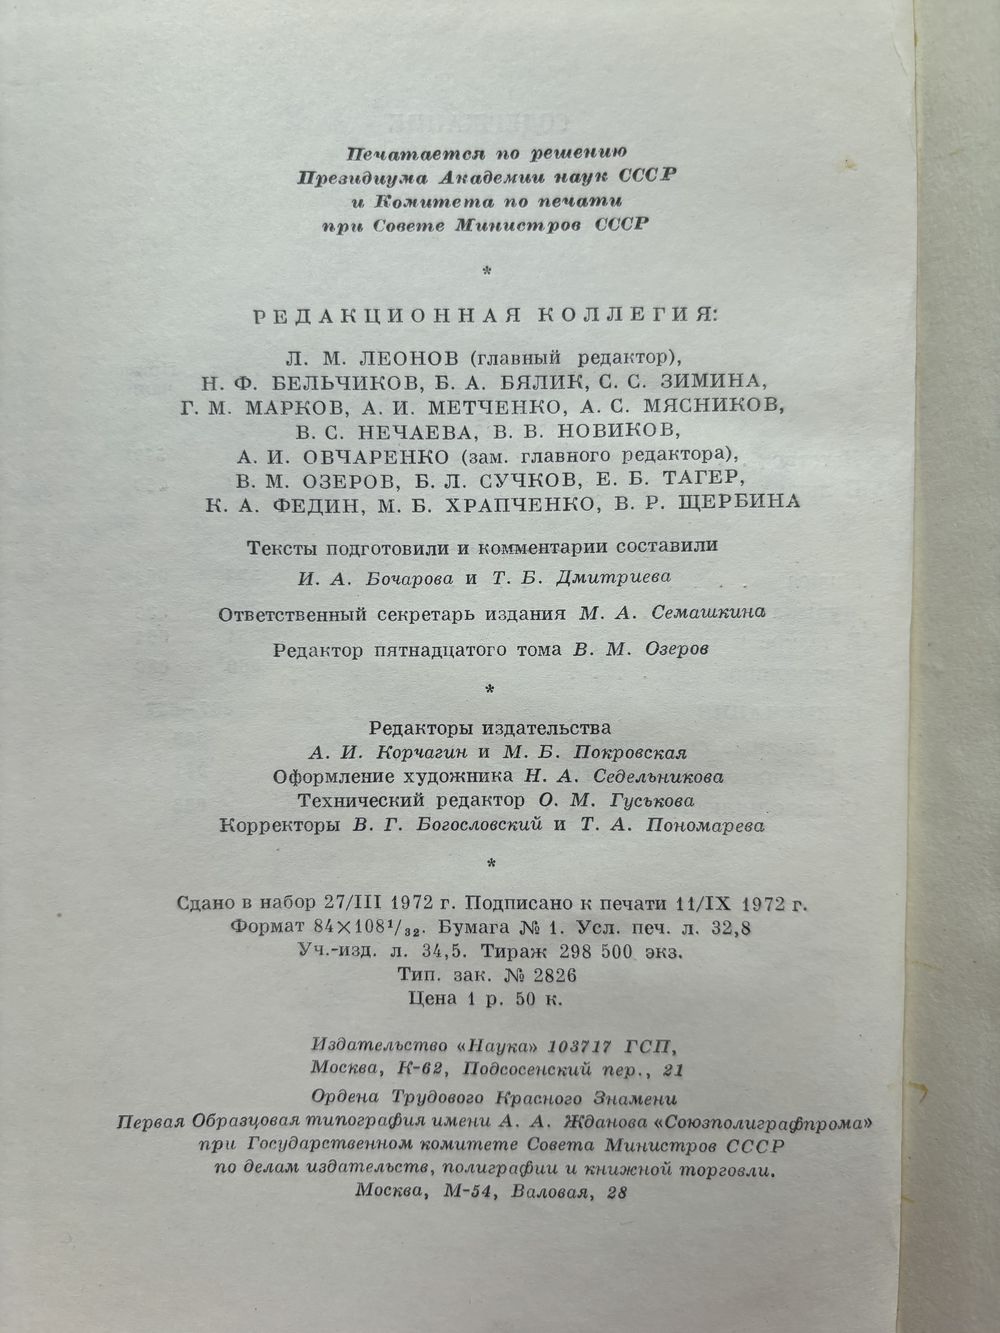 Печатается по решению
Президиума Академии наук СССР
и Комитета по печати
при Совете Министров СССР
*
РЕДАКЦИОННАЯ КОЛЛЕГИЯ:
Л. М. ЛЕОНОВ (главный редактор),
Н. Ф. БЕЛЬЧИКОВ, Б. А. БЯЛИК, С. С. ЗИМИНА,
Г. М. МАРКОВ, А. И. МЕТЧЕНКО, А. С. МЯСНИКОВ,
В. С. НЕЧАЕВА, В. В. НОВИКОВ,
А. И. ОВЧАРЕНКО (зам. главного редактора),
В. М. ОЗЕРОВ, Б. Л. СУЧКОВ, Е. Б. ТАГЕР,
К. А. ФЕДИН, М. Б. ХРАПЧЕНКО, В. Р. ЩЕРБИНА
Тексты подготовили и комментарии составили
И. А. Бочарова и Т. Б. Дмитриева
Ответственный секретарь издания М. А. Семашкина
Редактор пятнадцатого тома В. М. Озеров
*
Редакторы издательства
А. И. Корчагин и М. Б. Покровская
Оформление художника Н. А. Седельникова
Технический редактор О. М. Гуськова
Корректоры В. Г. Богословский и Т. А. Пономарева
*
Сдано в набор 27/III 1972 г. Подписано к печати 11/IX 1972 г.
Формат 84×108¹/₃₂. Бумага № 1. Усл. печ. л. 32,8
Уч.-изд. л. 34,5. Тираж 298 500 экз.
Тип. зак. № 2826
Цена 1 р. 50 к.
Издательство «Наука» 103717 ГСП,
Москва, К-62, Подсосенский пер., 21
Ордена Трудового Красного Знамени
Первая Образцовая типография имени А. А. Жданова «Союзполиграфпрома»
при Государственном комитете Совета Министров СССР
по делам издательств, полиграфии и книжной торговли.
Москва, М-54, Валовая, 28